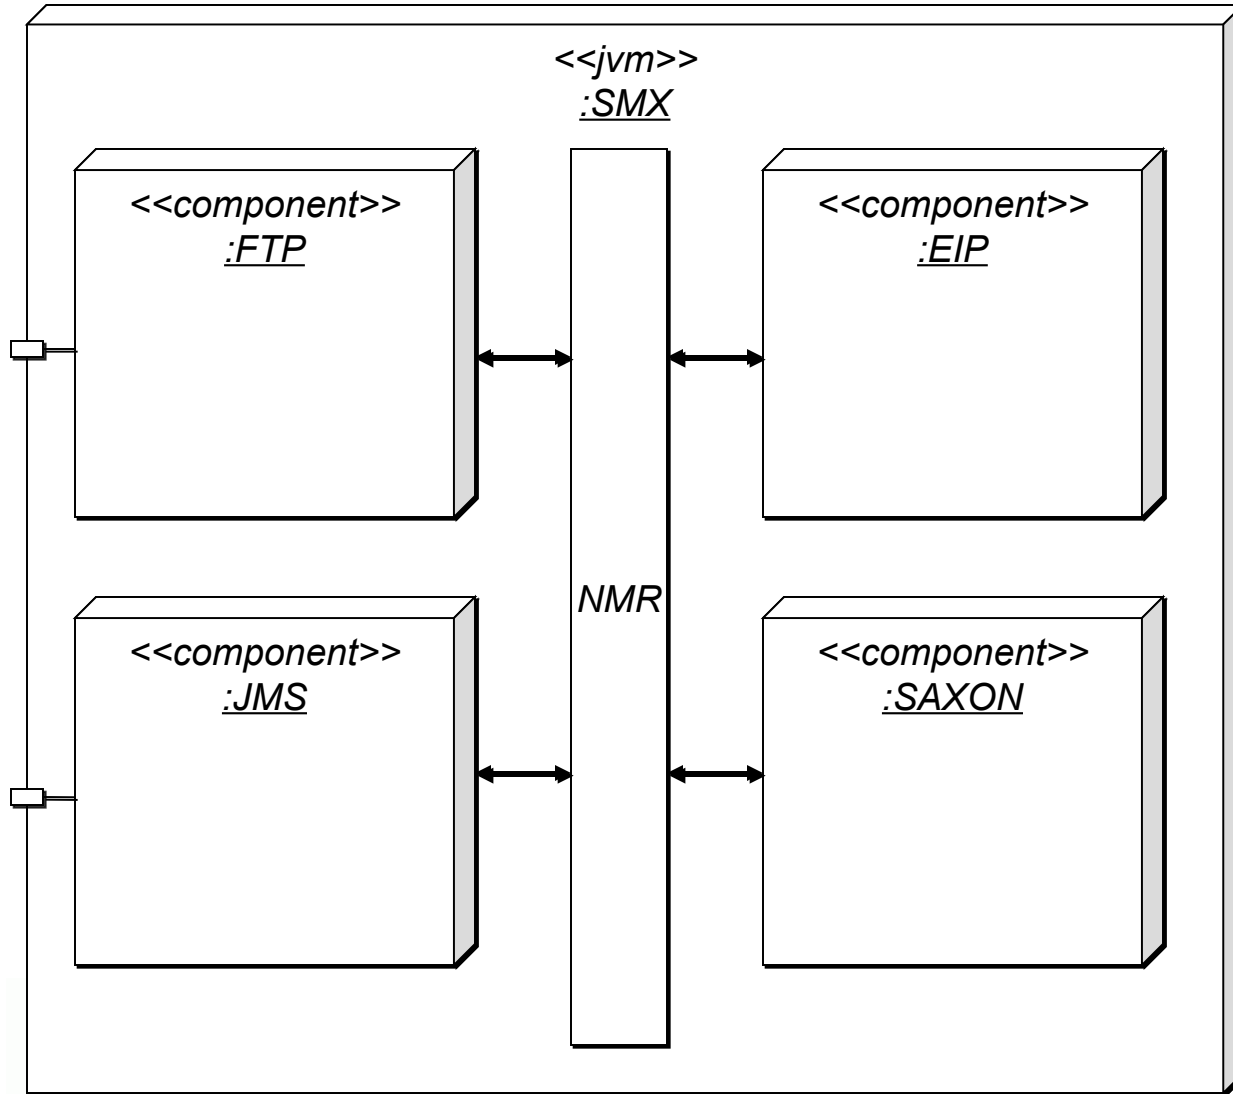 <<jvm>>
:SMX
<<component>>
:FTP
<<component>>
:EIP
NMR
<<component>>
:JMS
<<component>>
:SAXON